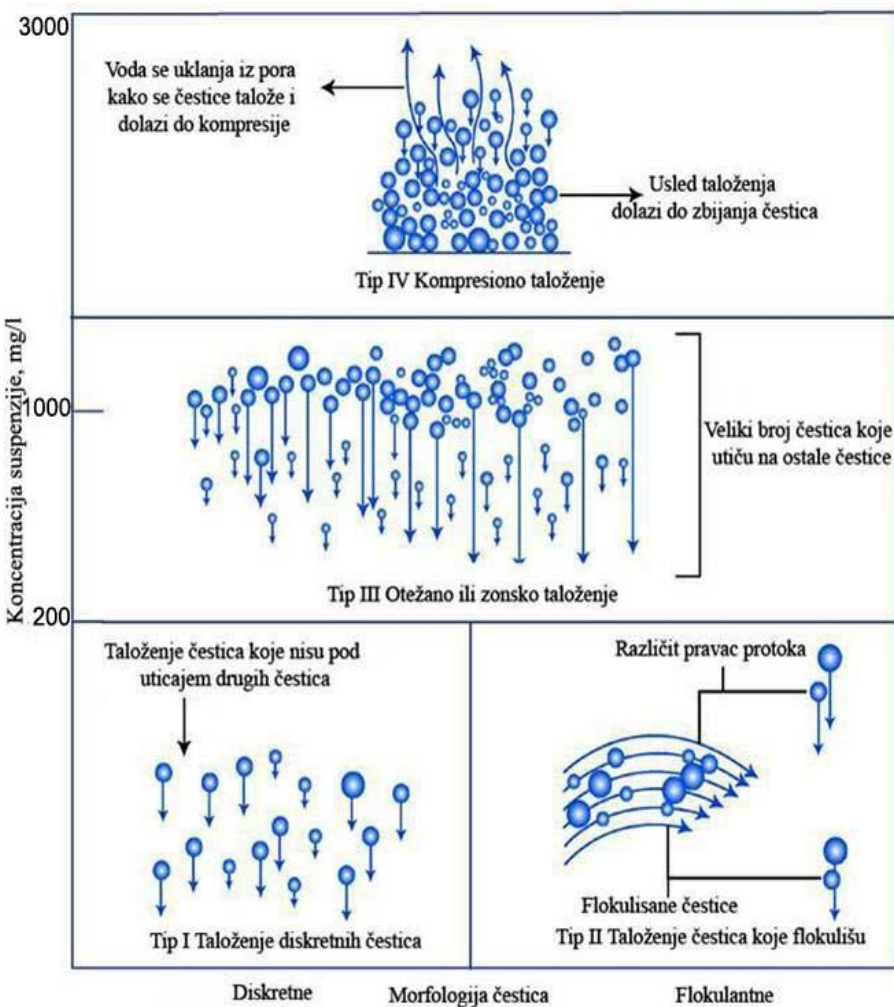 3000
Voda se uklanja iz pora
kako se čestice talože i
dolazi do kompresije
Usled taloženja
dolazi do zbijanja čestica
Tip IV Kompresiono taloženje
Koncentracija suspenzije, mg/l
1000
Veliki broj čestica koje
utiču na ostale čestice
Tip III Otežano ili zonsko taloženje
200
Taloženje čestica koje nisu pod
uticajem drugih čestica
Različit pravac protoka
Flokulisane čestice
Tip I Taloženje diskretnih čestica
Tip II Taloženje čestica koje flokulišu
Diskretne
Morfologija čestica
Flokulantne